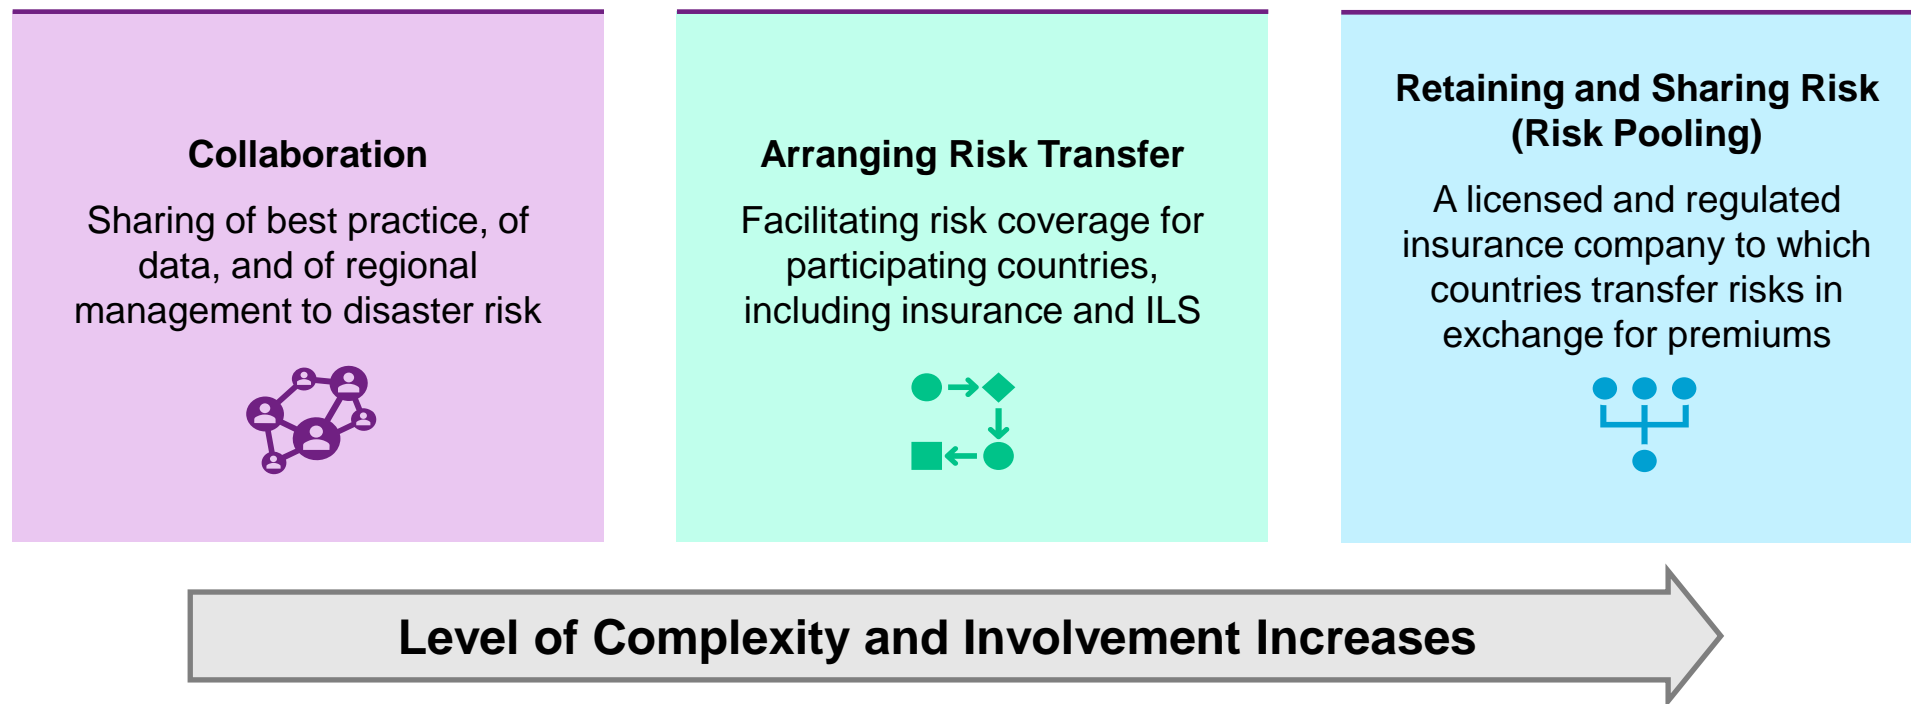 Collaboration
Sharing of best practice, of
data, and of regional
management to disaster risk
Arranging Risk Transfer
Facilitating risk coverage for
participating countries,
including insurance and ILS
Retaining and Sharing Risk
(Risk Pooling)
A licensed and regulated
insurance company to which
countries transfer risks in
exchange for premiums
Level of Complexity and Involvement Increases